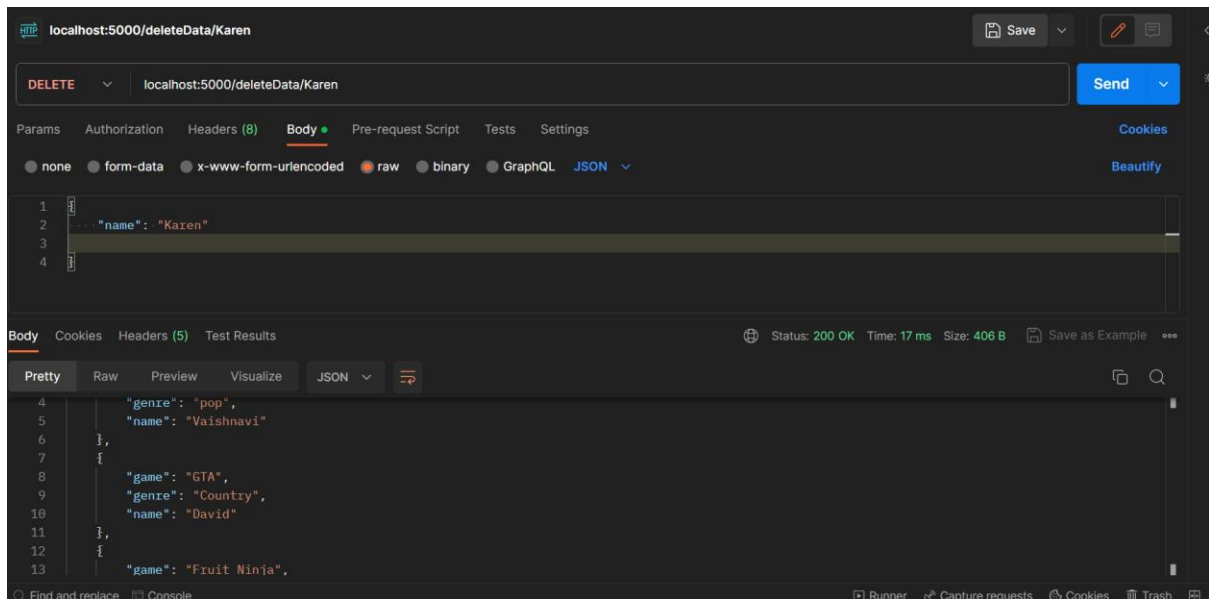 HTTP localhost:5000/deleteData/Karen Save
DELETE localhost:5000/deleteData/Karen Send
Params Authorization Headers (8) Body Pre-request Script Tests Settings Cookies
none form-data x-www-form-urlencoded raw binary GraphQL JSON Beautify
1 {
2 "name": "Karen"
3
4 }
Body Cookies Headers (5) Test Results Status: 200 OK Time: 17 ms Size: 406 B Save as Example
Pretty Raw Preview Visualize JSON
4 "genre": "pop",
5 "name": "Vaishnavi"
6 },
7 {
8 "game": "GTA",
9 "genre": "Country",
10 "name": "David"
11 },
12 {
13 "game": "Fruit Ninja",
Find and replace Console Runner Capture requests Cookies Trash